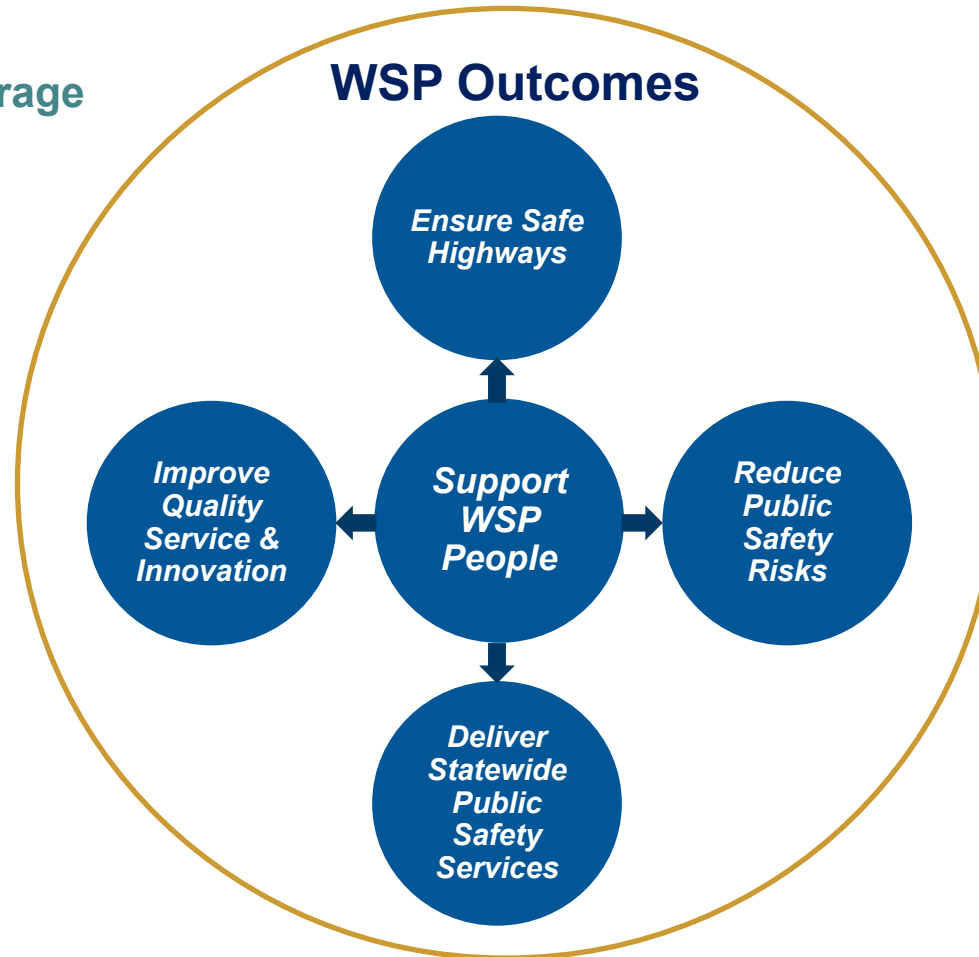 WSP Outcomes
rage
Ensure Safe
Highways
Improve
Quality
Service &
Innovation
Support
WSP
People
Reduce
Public
Safety
Risks
Deliver
Statewide
Public
Safety
Services